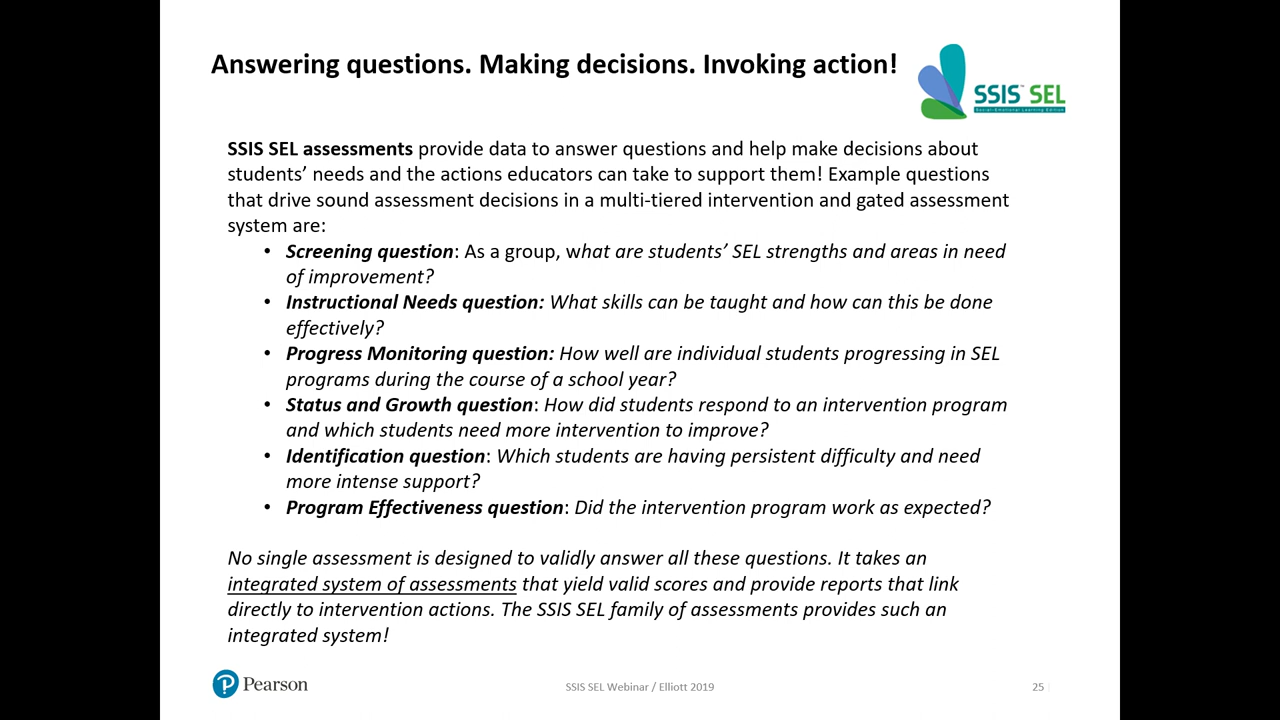 Answering questions. Making decisions. Invoking action!
SSIS™ SEL
Social-Emotional Learning Edition
SSIS SEL assessments provide data to answer questions and help make decisions about
students’ needs and the actions educators can take to support them! Example questions
that drive sound assessment decisions in a multi-tiered intervention and gated assessment
system are:
• Screening question: As a group, what are students’ SEL strengths and areas in need
of improvement?
• Instructional Needs question: What skills can be taught and how can this be done
effectively?
• Progress Monitoring question: How well are individual students progressing in SEL
programs during the course of a school year?
• Status and Growth question: How did students respond to an intervention program
and which students need more intervention to improve?
• Identification question: Which students are having persistent difficulty and need
more intense support?
• Program Effectiveness question: Did the intervention program work as expected?
No single assessment is designed to validly answer all these questions. It takes an
integrated system of assessments that yield valid scores and provide reports that link
directly to intervention actions. The SSIS SEL family of assessments provides such an
integrated system!
P Pearson
SSIS SEL Webinar / Elliott 2019
25